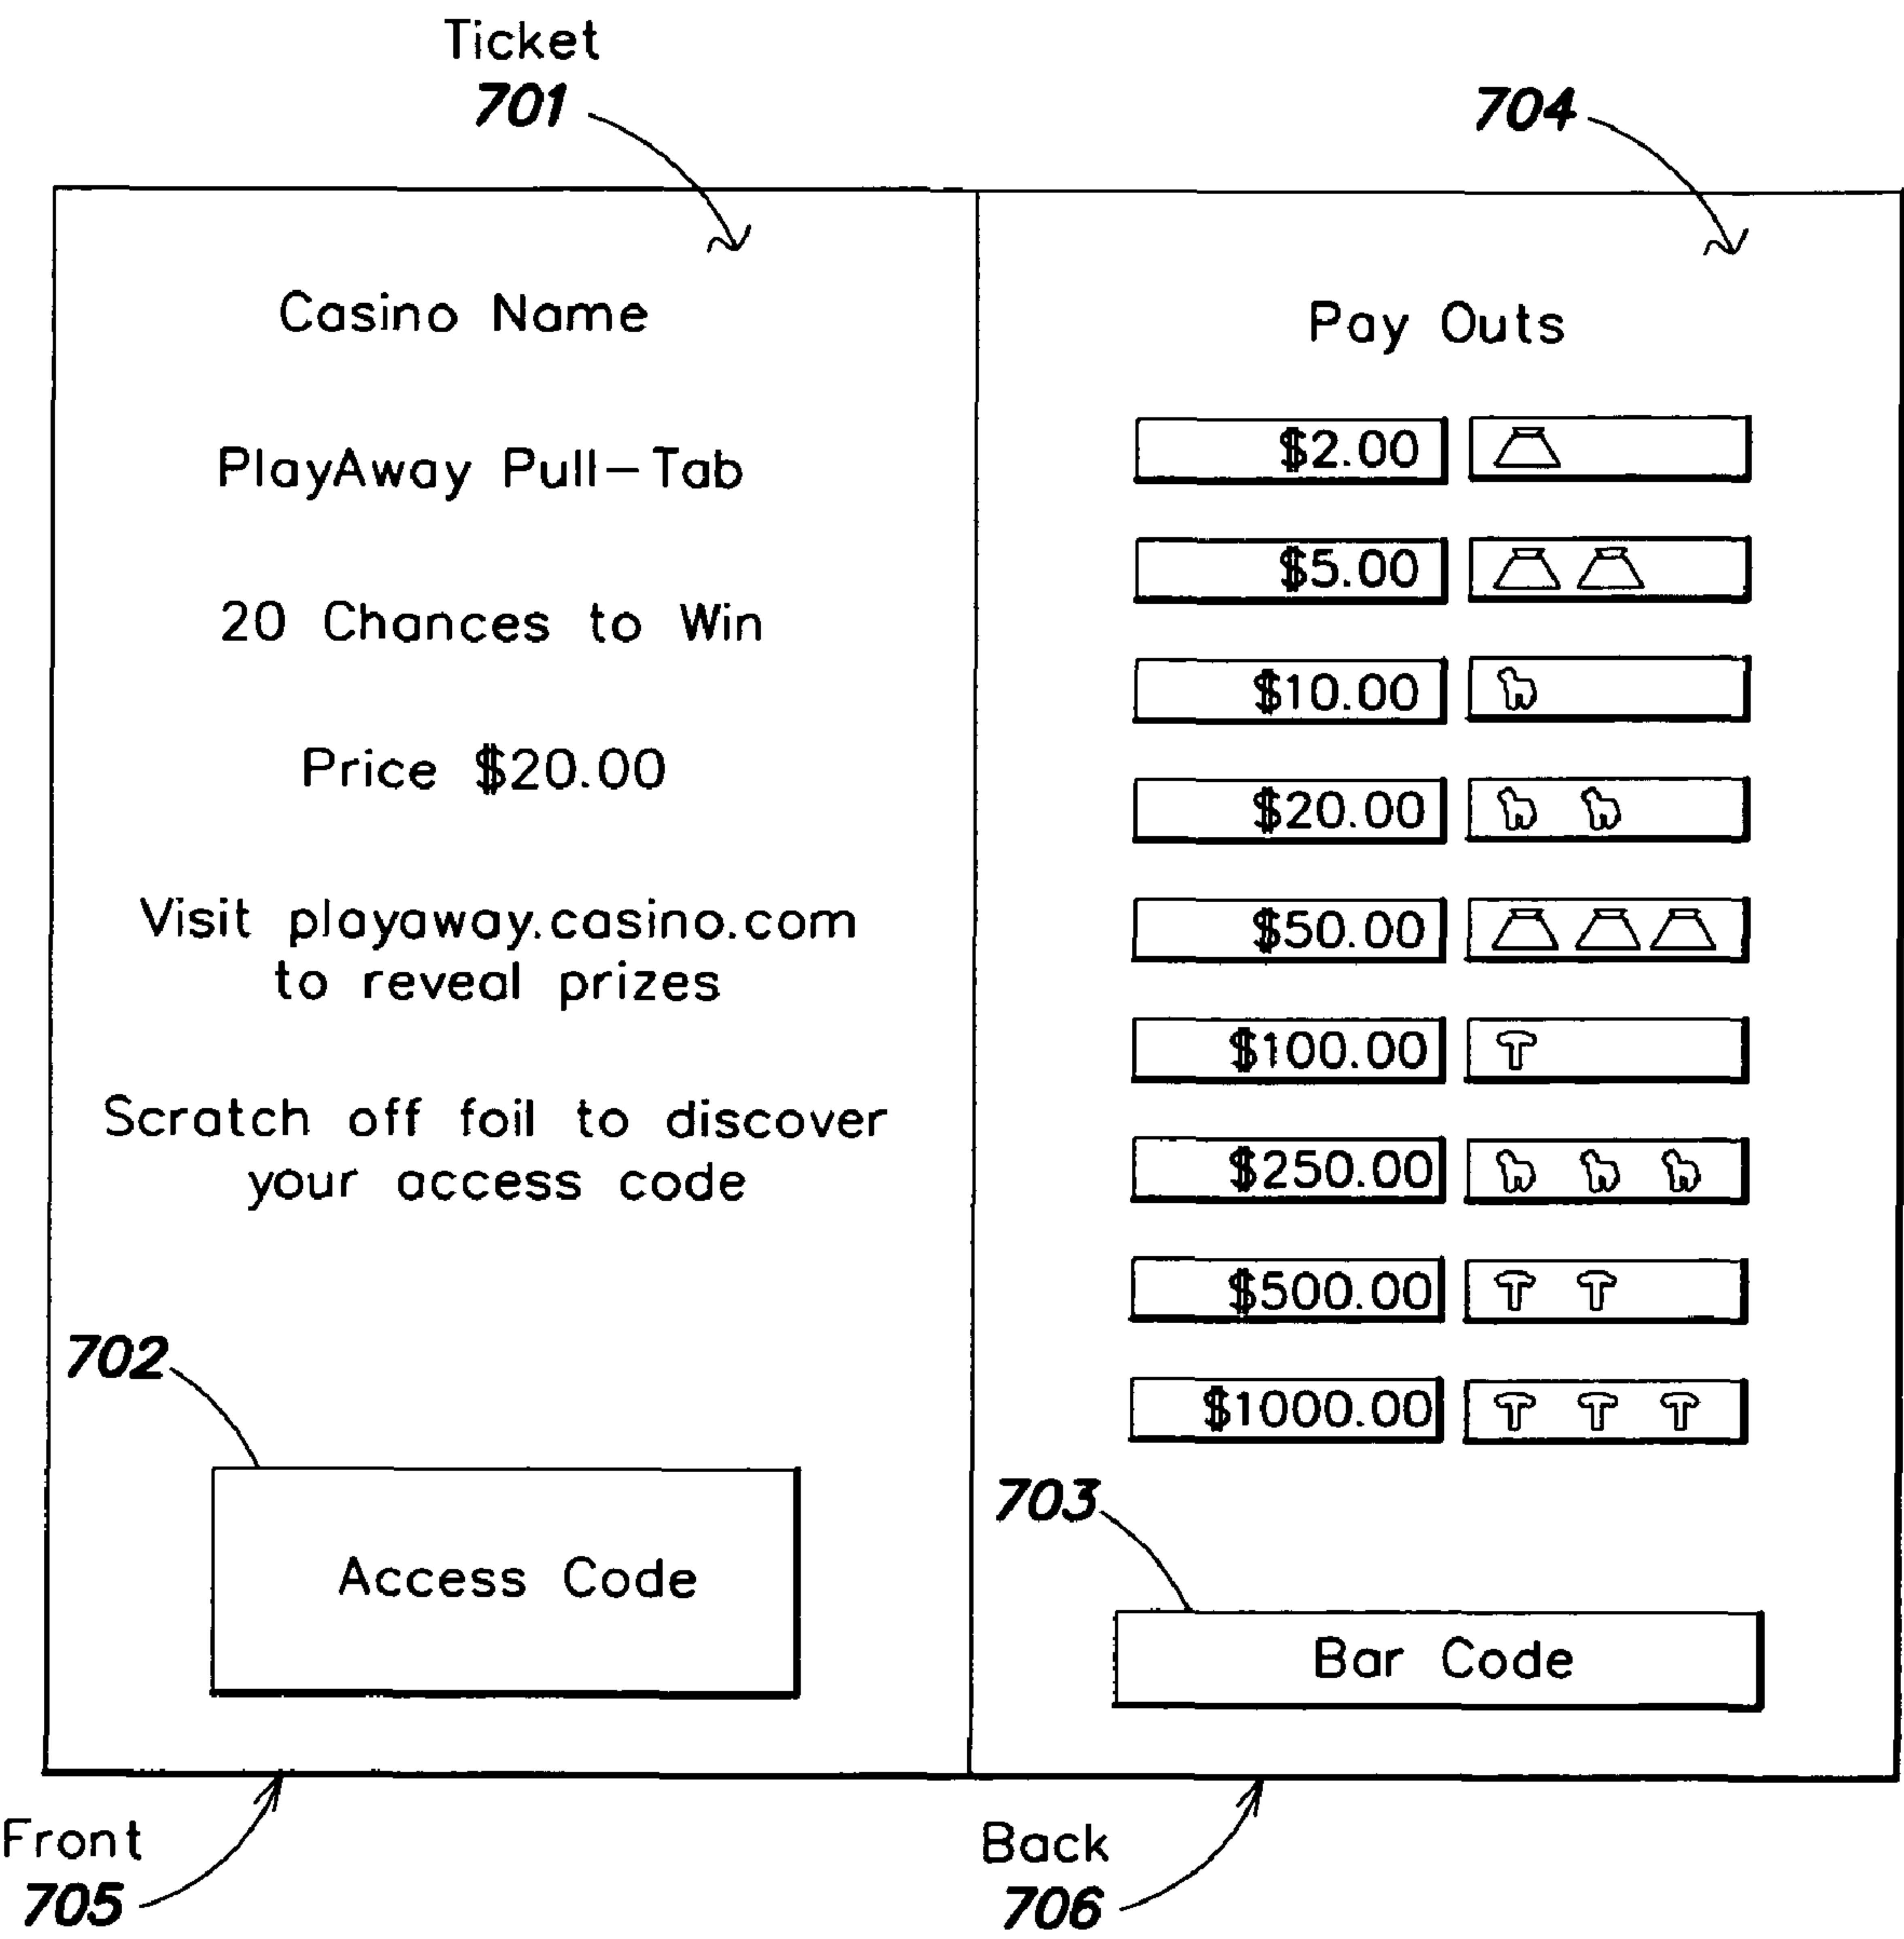 Ticket
701
704
Casino Name
PlayAway Pull-Tab
20 Chances to Win
Price $20.00
Visit playaway.casino.com
to reveal prizes
Scratch off foil to discover
your access code
702
Access Code
Pay Outs
$2.00
$5.00
$10.00
$20.00
$50.00
$100.00
$250.00
$500.00
$1000.00
703
Bar Code
Front
705
Back
706